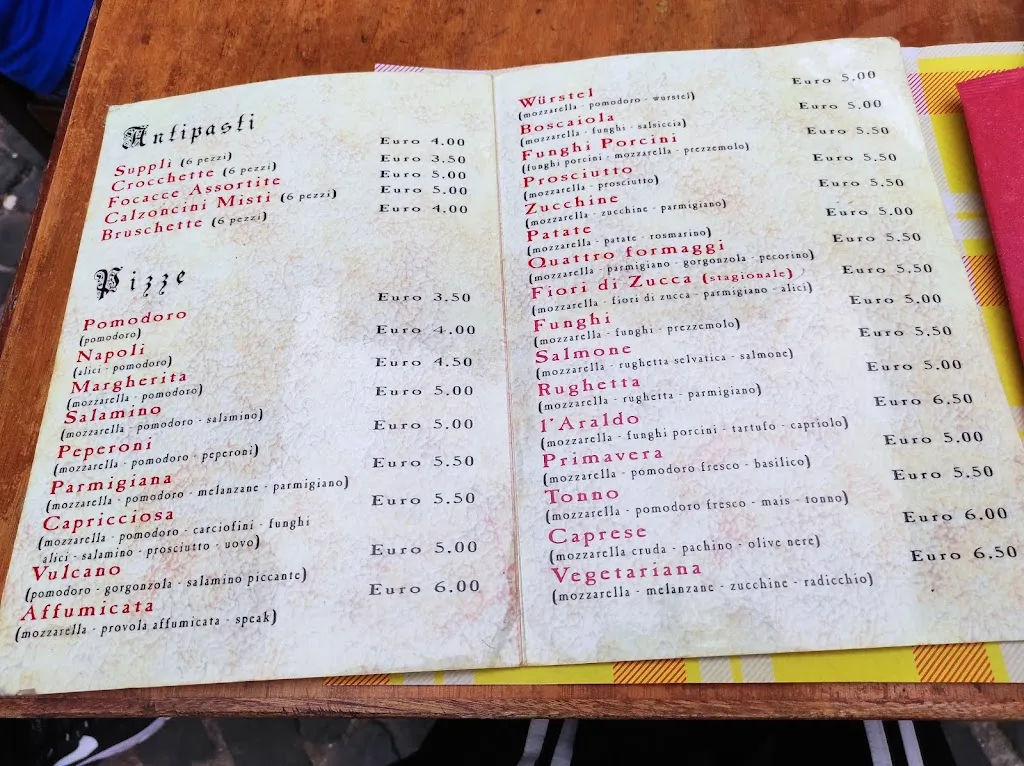 Antipasti
Supplì (6 pezzi) Euro 4.00
Crocchette (6 pezzi) Euro 3.50
Focacce Assortite Euro 5.00
Calzoncini Misti (6 pezzi) Euro 5.00
Bruschette (6 pezzi) Euro 4.00
Pizze
Pomodoro Euro 3.50
(pomodoro)
Napoli Euro 4.00
(alici - pomodoro)
Margherita Euro 4.50
(mozzarella - pomodoro)
Salamino Euro 5.00
(mozzarella - pomodoro - salamino)
Peperoni Euro 5.00
(mozzarella - pomodoro - peperoni)
Parmigiana Euro 5.50
(mozzarella - pomodoro - melanzane - parmigiano)
Capricciosa Euro 5.50
(mozzarella - pomodoro - carciofini - funghi
alici - salamino - prosciutto - uovo)
Vulcano Euro 5.00
(pomodoro - gorgonzola - salamino piccante)
Affumicata Euro 6.00
(mozzarella - provola affumicata - speak)
Würstel Euro 5.00
(mozzarella - pomodoro - wurstel)
Boscaiola Euro 5.00
(mozzarella - funghi - salsiccia)
Funghi Porcini Euro 5.50
(funghi porcini - mozzarella - prezzemolo)
Prosciutto Euro 5.50
(mozzarella - prosciutto)
Zucchine Euro 5.50
(mozzarella - zucchine - parmigiano)
Patate Euro 5.00
(mozzarella - patate - rosmarino)
Quattro formaggi Euro 5.50
(mozzarella - parmigiano - gorgonzola - pecorino)
Fiori di Zucca (stagionale) Euro 5.50
(mozzarella - fiori di zucca - parmigiano - alici)
Funghi Euro 5.00
(mozzarella - funghi - prezzemolo)
Salmone Euro 5.50
(mozzarella - rughetta selvatica - salmone)
Rughetta Euro 5.00
(mozzarella - rughetta - parmigiano)
l'Araldo Euro 6.50
(mozzarella - funghi porcini - tartufo - capriolo)
Primavera Euro 5.00
(mozzarella - pomodoro fresco - basilico)
Tonno Euro 5.50
(mozzarella - pomodoro fresco - mais - tonno)
Caprese Euro 6.00
(mozzarella cruda - pachino - olive nere)
Vegetariana Euro 6.50
(mozzarella - melanzane - zucchine - radicchio)